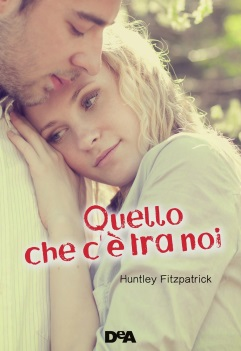 Quello
che c'è tra noi
Huntley Fitzpatrick
DeA